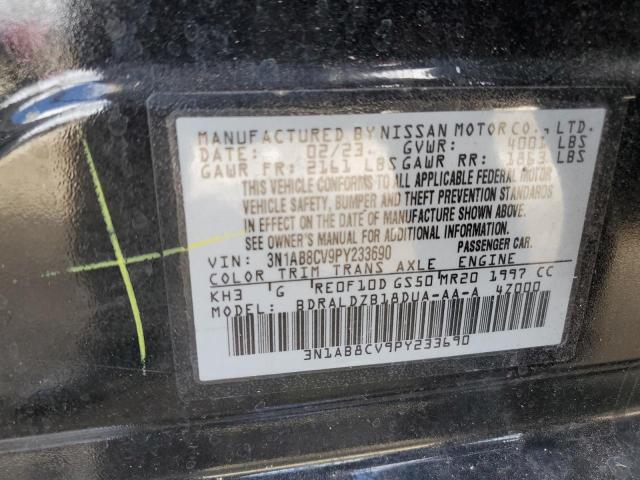 MANUFACTURED BY NISSAN MOTOR CO., LTD.
DATE: 02/23 GVWR: 4001 LBS
GAWR FR: 2161 LBS GAWR RR: 1863 LBS
THIS VEHICLE CONFORMS TO ALL APPLICABLE FEDERAL MOTOR
VEHICLE SAFETY, BUMPER AND THEFT PREVENTION STANDARDS
IN EFFECT ON THE DATE OF MANUFACTURE SHOWN ABOVE.
SEE OWNER'S MANUAL FOR ADDITIONAL INFORMATION.
VIN: 3N1AB8CV9PY233690 PASSENGER CAR.
COLOR TRIM TRANS AXLE ENGINE
KH3 G RE0F10D GS50 MR20 1997 CC
MODEL: BDRALDZB18DUA-AA-A 4Z000
3N1AB8CV9PY233690